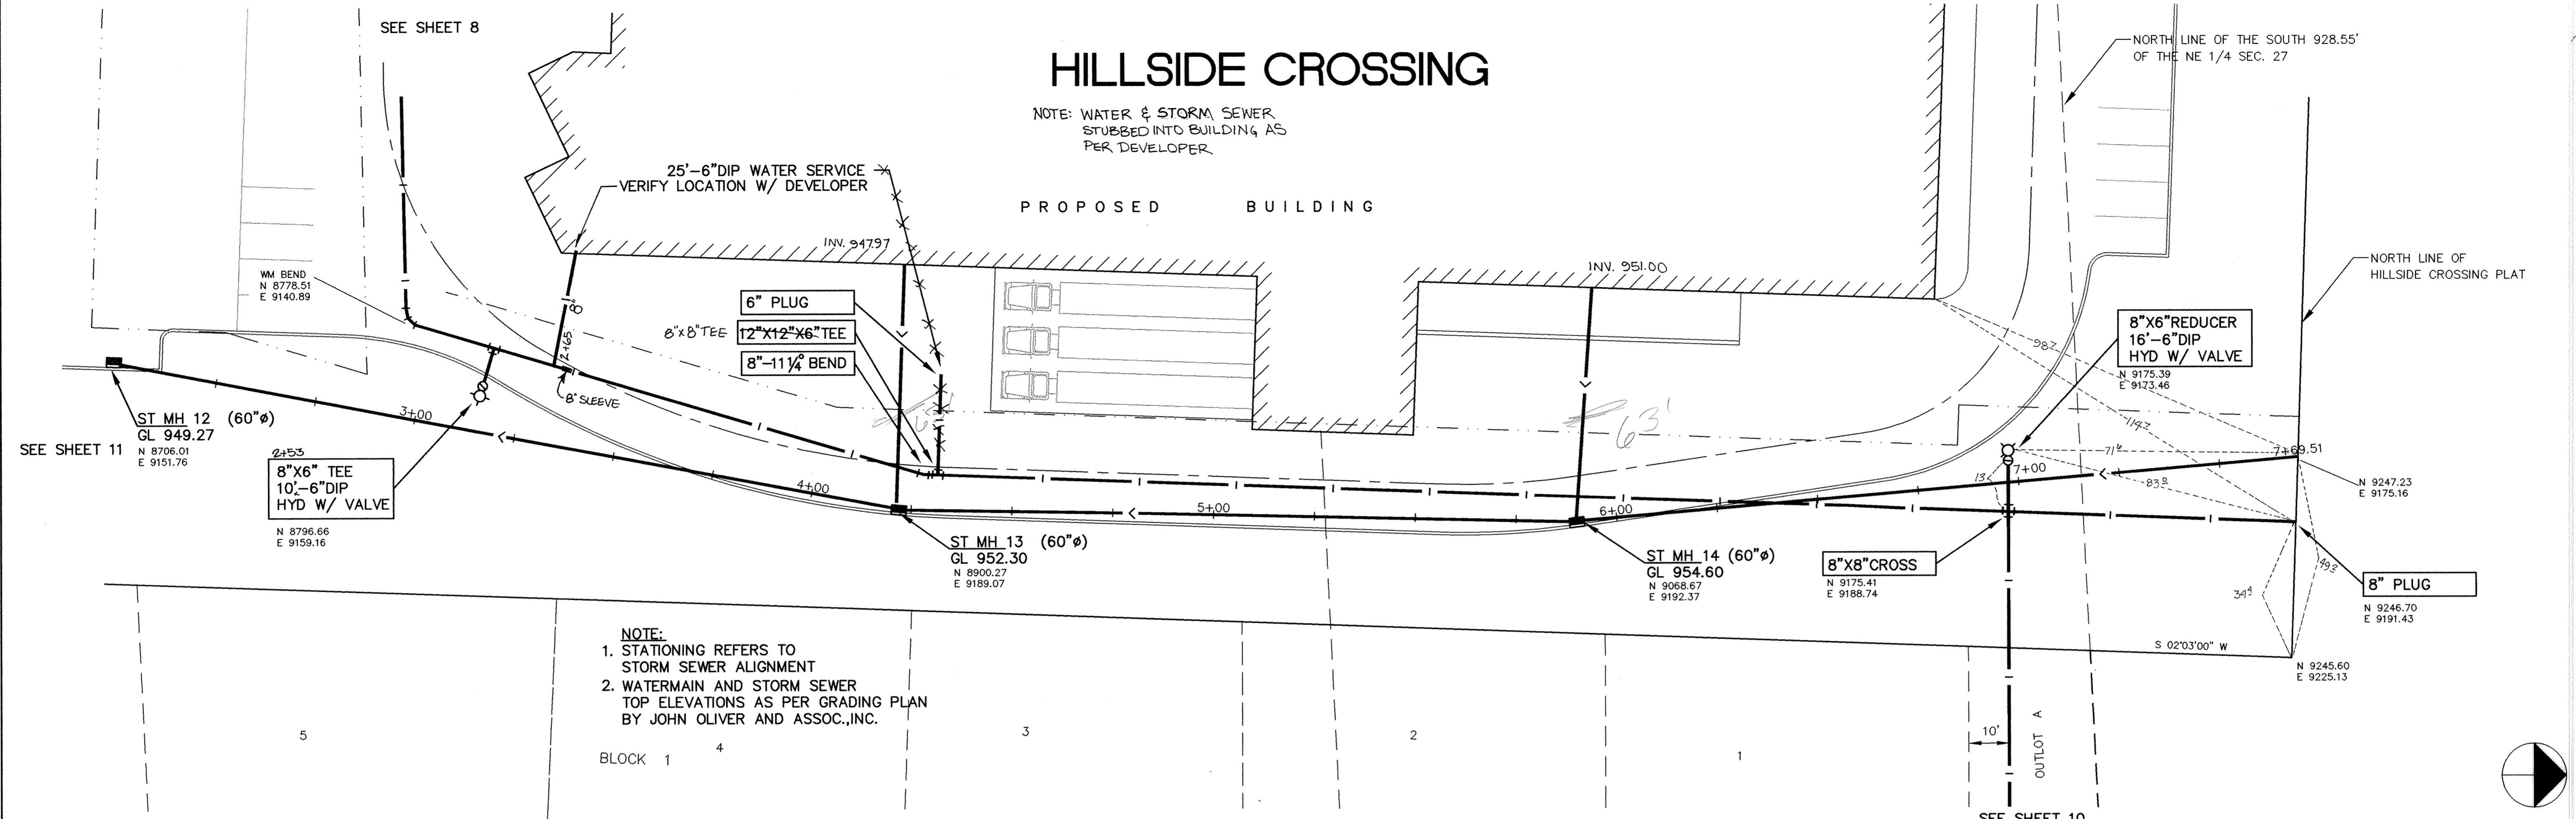 SEE SHEET 8
HILLSIDE CROSSING
NOTE: WATER & STORM SEWER
STUBBED INTO BUILDING AS
PER DEVELOPER
NORTH LINE OF THE SOUTH 928.55'
OF THE NE 1/4 SEC. 27
25'-6"DIP WATER SERVICE
VERIFY LOCATION W/ DEVELOPER
PROPOSED BUILDING
INV. 947.97
INV. 951.00
WM BEND
N 8778.51
E 9140.89
NORTH LINE OF
HILLSIDE CROSSING PLAT
6" PLUG
8"X8" TEE
12"X12"X6" TEE
8"-11¼° BEND
8"
2+65
8" SLEEVE
8"X6"REDUCER
16'-6"DIP
HYD W/ VALVE
N 9175.39
E 9173.46
ST MH 12 (60"ø)
GL 949.27
N 8706.01
E 9151.76
SEE SHEET 11
3+00
2+53
8"X6" TEE
10'-6"DIP
HYD W/ VALVE
N 8796.66
E 9159.16
4+00
63'
5+00
6+00
7+00
7+69.51
N 9247.23
E 9175.16
ST MH 13 (60"ø)
GL 952.30
N 8900.27
E 9189.07
ST MH 14 (60"ø)
GL 954.60
N 9068.67
E 9192.37
8"X8"CROSS
N 9175.41
E 9188.74
8" PLUG
N 9246.70
E 9191.43
S 02°03'00" W
N 9245.60
E 9225.13
NOTE:
1. STATIONING REFERS TO
STORM SEWER ALIGNMENT
2. WATERMAIN AND STORM SEWER
TOP ELEVATIONS AS PER GRADING PLAN
BY JOHN OLIVER AND ASSOC.,INC.
5
4
3
2
1
BLOCK 1
10'
OUTLOT A
SEE SHEET 10